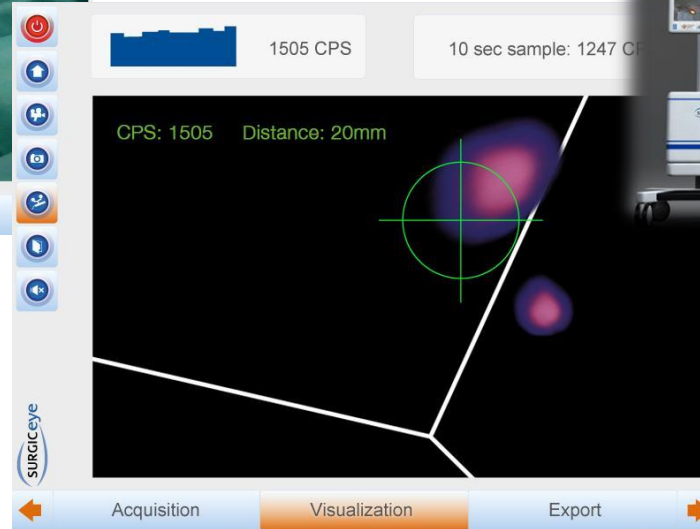 1505 CPS
10 sec sample: 1247
CPS: 1505 Distance: 20mm
SURGICeye
Acquisition
Visualization
Export